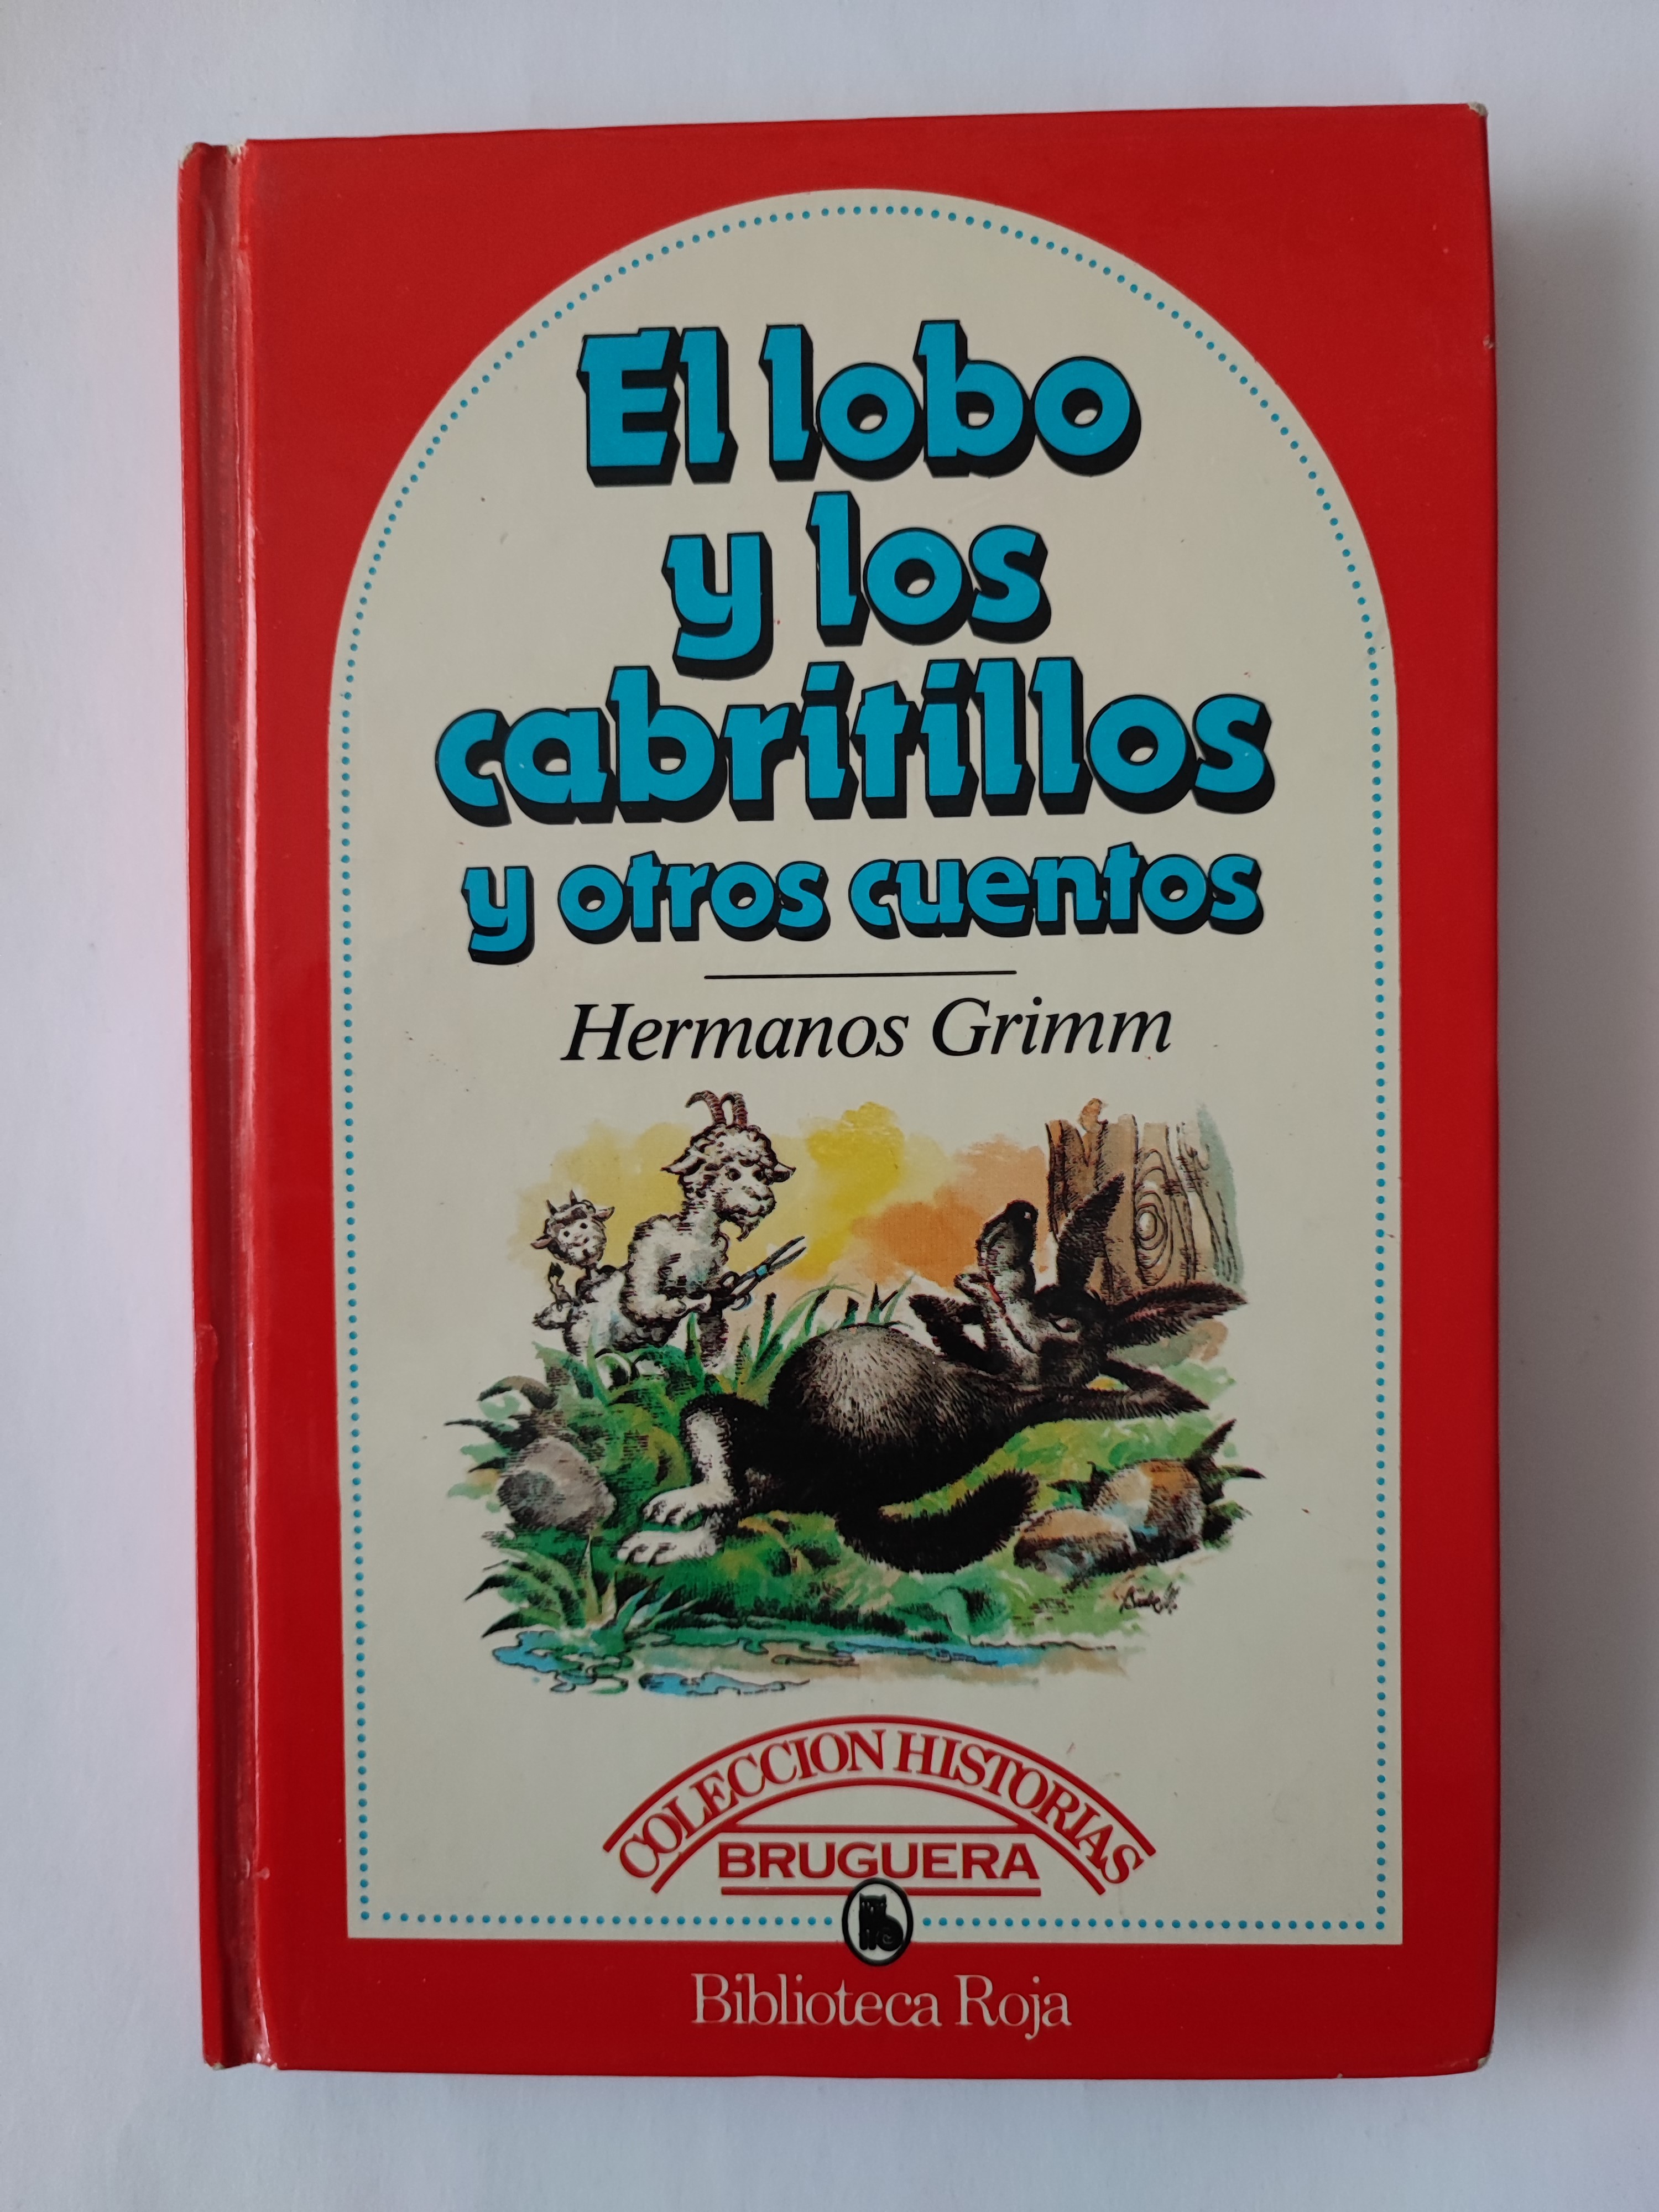 El lobo
y los
cabritillos
y otros cuentos
Hermanos Grimm
COLECCION HISTORIAS
BRUGUERA
Biblioteca Roja